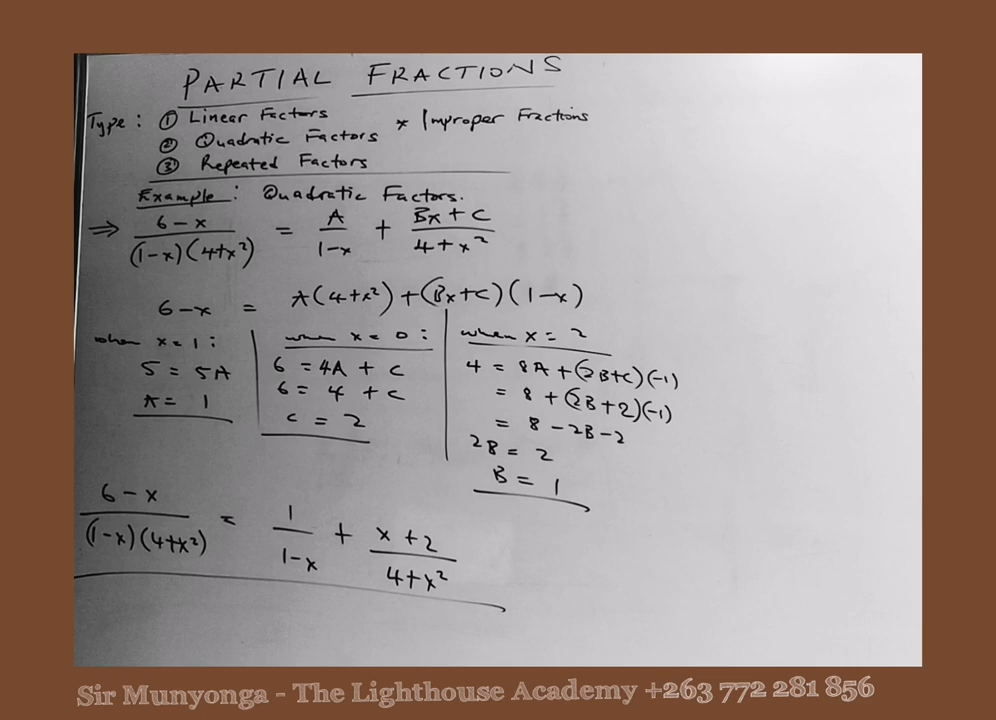 PARTIAL FRACTIONS
Type: ① Linear Factors * Improper Fractions
② Quadratic Factors
③ Repeated Factors
Example: Quadratic Factors.
⇒ (6-x)/((1-x)(4+x²)) = A/(1-x) + (Bx+C)/(4+x²)
6-x = A(4+x²)+(Bx+C)(1-x)
when x=1:
5 = 5A
A = 1
when x=0:
6 = 4A + C
6 = 4 + C
C = 2
when x=2
4 = 8A+(2B+C)(-1)
= 8+(2B+2)(-1)
= 8-2B-2
2B = 2
B = 1
(6-x)/((1-x)(4+x²)) = 1/(1-x) + (x+2)/(4+x²)
Sir Munyonga - The Lighthouse Academy +263 772 281 856